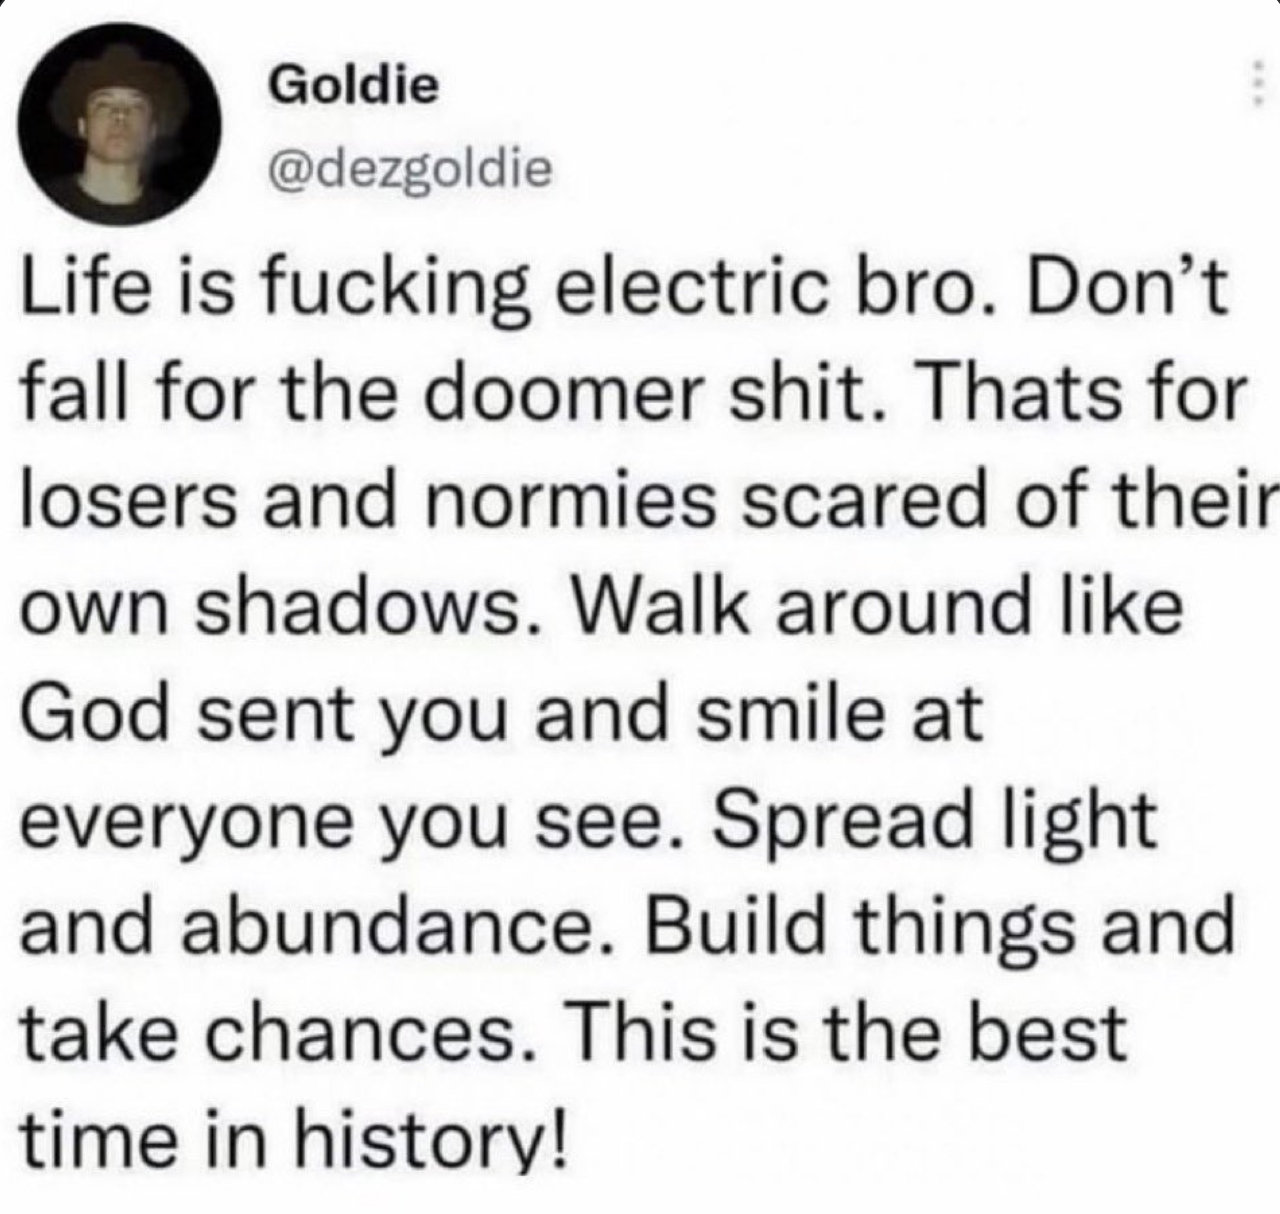 Goldie
@dezgoldie
Life is fucking electric bro. Don’t
fall for the doomer shit. Thats for
losers and normies scared of their
own shadows. Walk around like
God sent you and smile at
everyone you see. Spread light
and abundance. Build things and
take chances. This is the best
time in history!